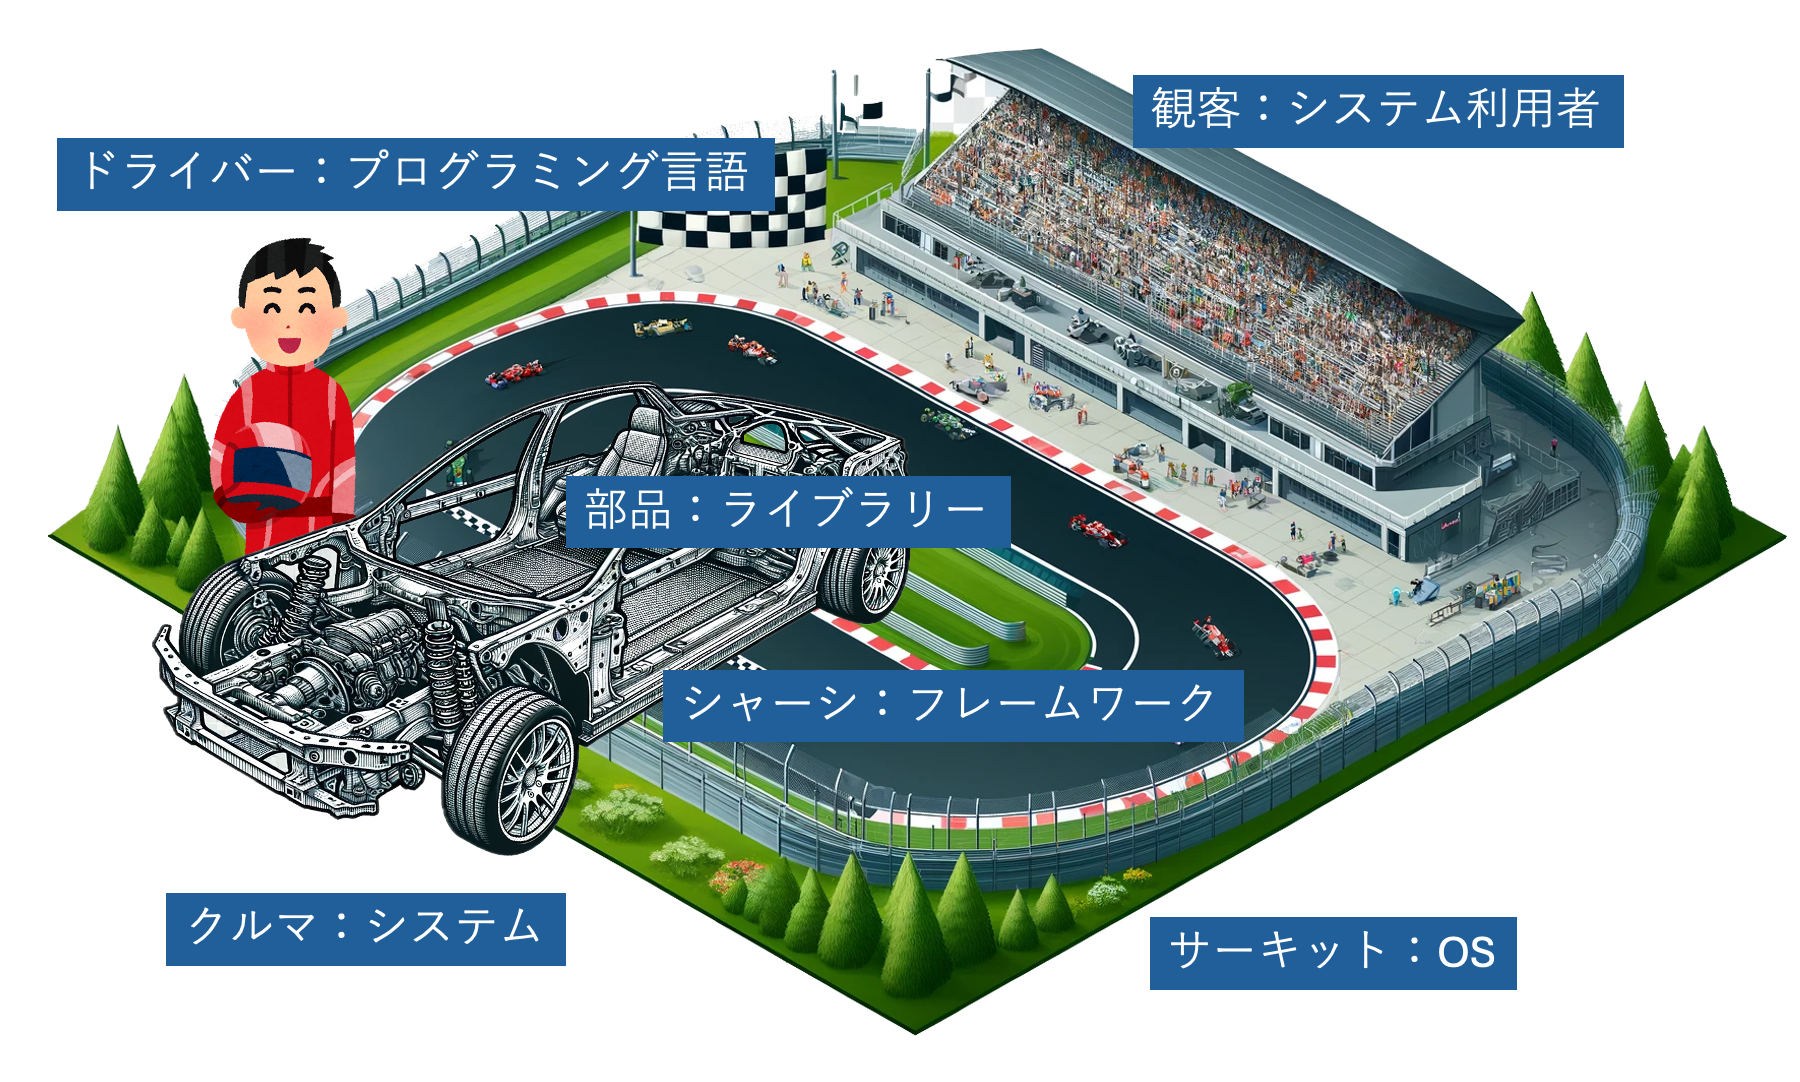 観客：システム利用者
ドライバー：プログラミング言語
部品：ライブラリー
シャーシ：フレームワーク
クルマ：システム
サーキット：OS